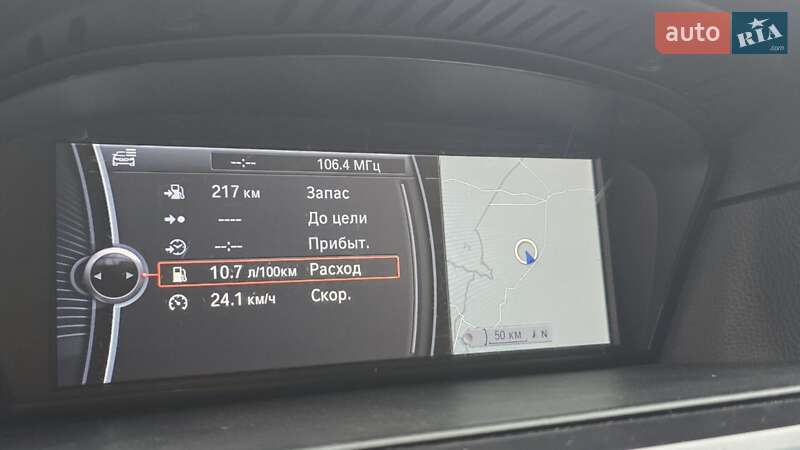 auto RIA.com
--:-- 106.4 МГц
217 км Запас
---- До цели
--:-- Прибыт.
10.7 л/100км Расход
24.1 км/ч Скор.
50 км N